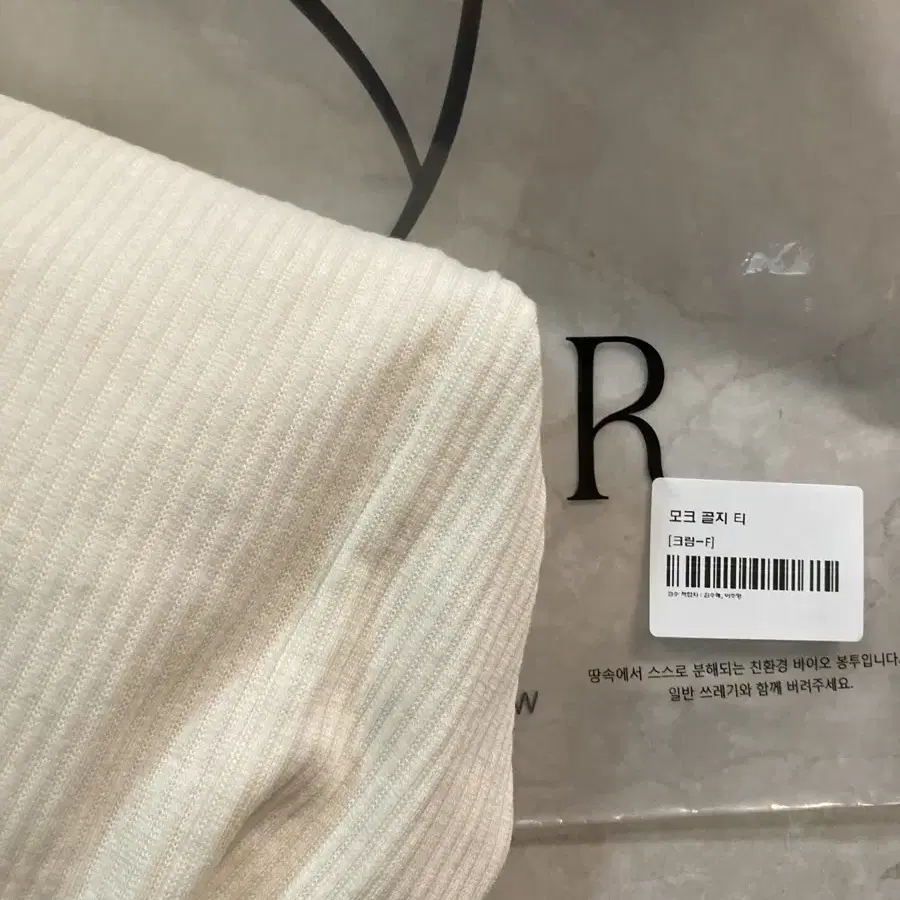 R
모크 골지 티
[크림-F]
땅속에서 스스로 분해되는 친환경 바이오 봉투입니다.
일반 쓰레기와 함께 버려주세요.
W